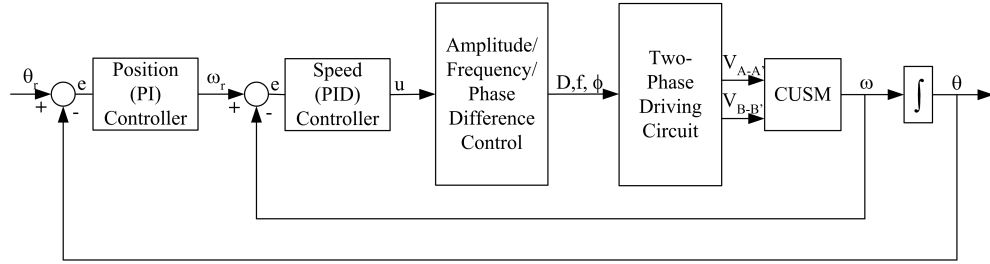 θr
+
-
e
Position
(PI)
Controller
ωr
+
-
e
Speed
(PID)
Controller
u
Amplitude/
Frequency/
Phase
Difference
Control
D,f, ϕ
Two-
Phase
Driving
Circuit
VA-A'
VB-B'
CUSM
ω
∫
θ